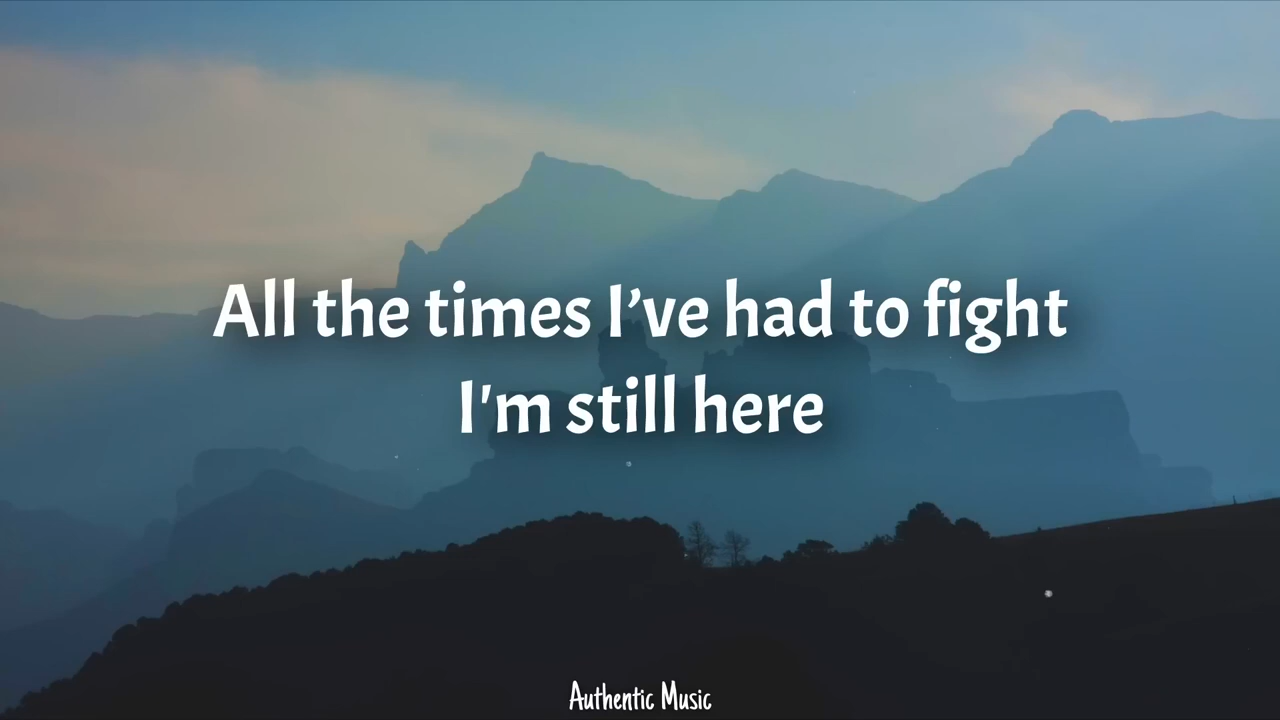 All the times I’ve had to fight
I'm still here
Authentic Music